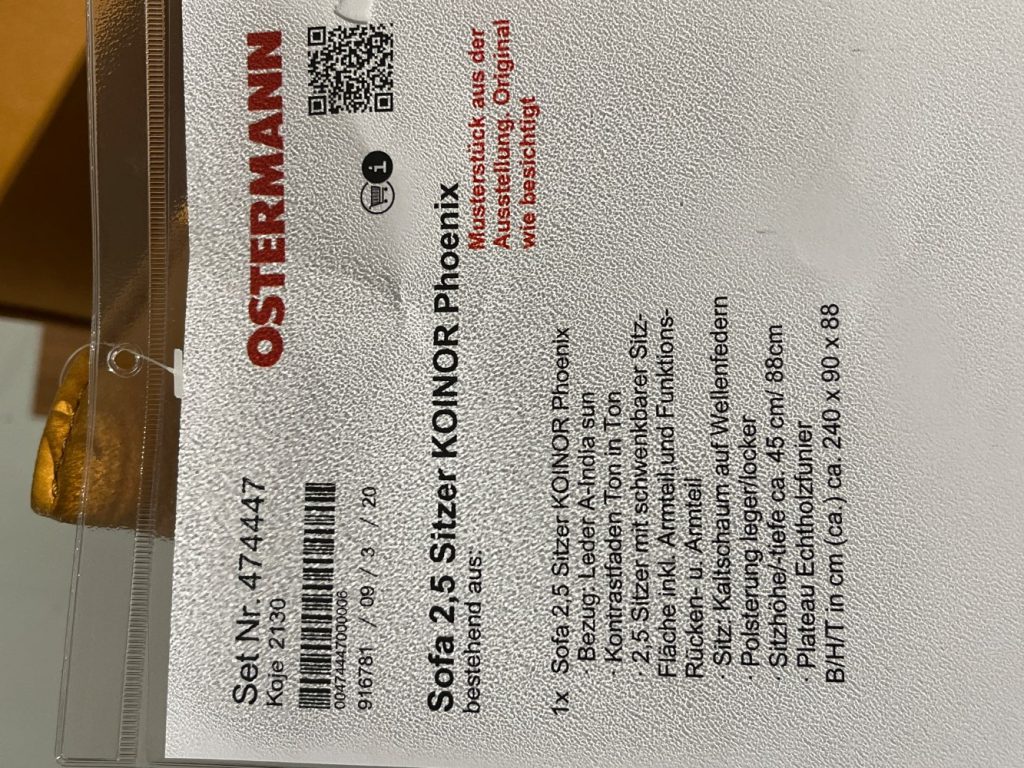 Set Nr. 474447
Koje 2130
OSTERMANN
00474447000006
916781 / 09 / 3 / 20
i
Sofa 2,5 Sitzer KOINOR Phoenix
bestehend aus:
Musterstück aus der
Ausstellung. Original
wie besichtigt
1x Sofa 2,5 Sitzer KOINOR Phoenix
· Bezug: Leder A-India sun
· Kontrastfaden Ton in Ton
· 2,5 Sitzer mit schwenkbarer Sitz-
Fläche inkl. Armteil und Funktions-
Rücken- u. Armteil
· Sitz: Kaltschaum auf Wellenfedern
· Polsterung leger/locker
· Sitzhöhe/-tiefe ca. 45 cm/ 88cm
· Plateau Echtholzfunier
B/H/T in cm (ca.) ca. 240 x 90 x 88